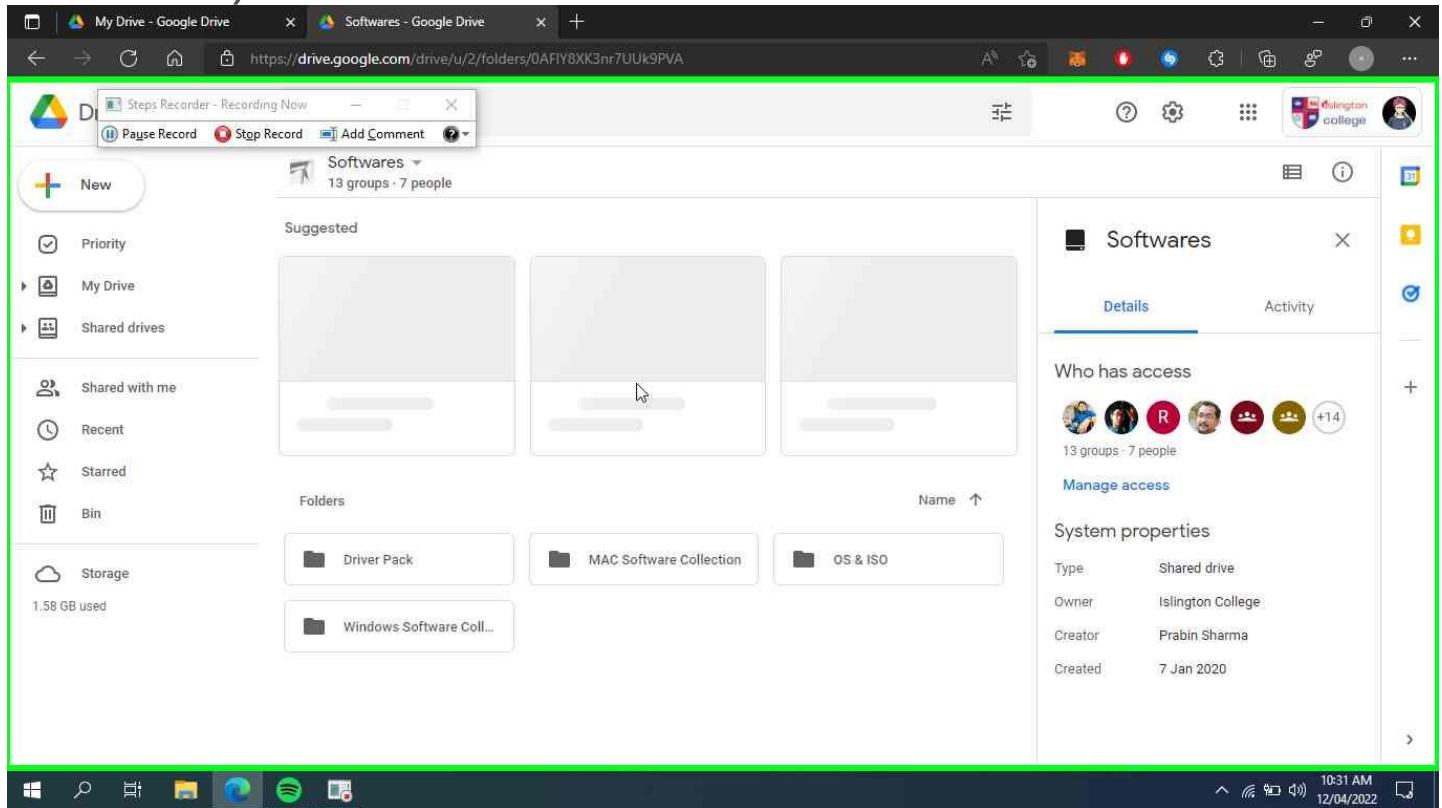 My Drive - Google Drive
Softwares - Google Drive
https://drive.google.com/drive/u/2/folders/0AFIY8XK3nr7UUk9PVA
Steps Recorder - Recording Now
Pause Record Stop Record Add Comment
islington
college
New
Softwares
13 groups · 7 people
Priority
My Drive
Shared drives
Shared with me
Recent
Starred
Bin
Storage
1.58 GB used
Suggested
Folders
Name
Driver Pack
MAC Software Collection
OS & ISO
Windows Software Coll...
Softwares
Details
Activity
Who has access
R
+14
13 groups · 7 people
Manage access
System properties
Type Shared drive
Owner Islington College
Creator Prabin Sharma
Created 7 Jan 2020
31
10:31 AM
12/04/2022